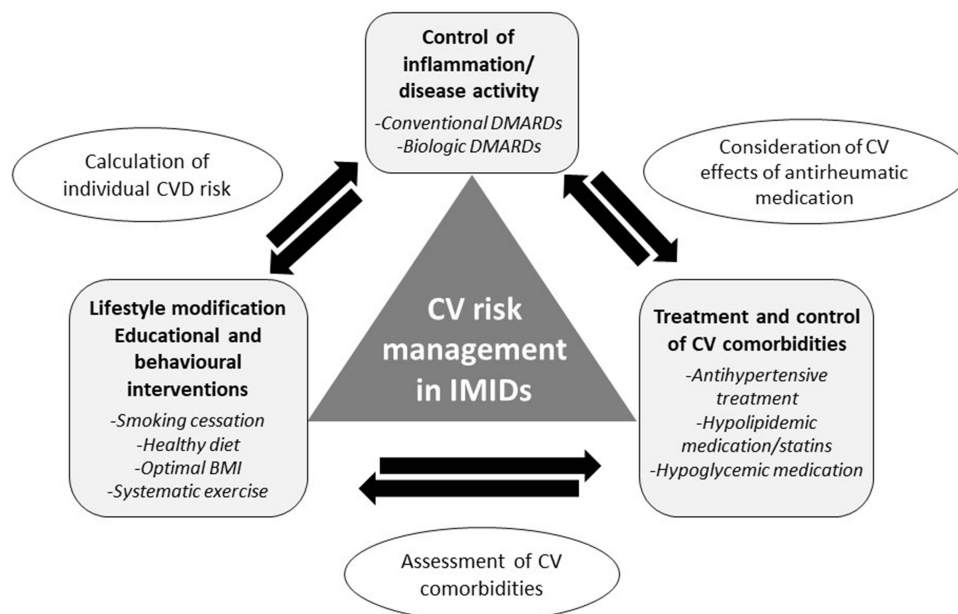 Control of
inflammation/
disease activity
-Conventional DMARDs
-Biologic DMARDs
Calculation of
individual CVD risk
Consideration of CV
effects of antirheumatic
medication
Lifestyle modification
Educational and
behavioural
interventions
-Smoking cessation
-Healthy diet
-Optimal BMI
-Systematic exercise
CV risk
management
in IMIDs
Treatment and control
of CV comorbidities
-Antihypertensive
treatment
-Hypolipidemic
medication/statins
-Hypoglycemic medication
Assessment of CV
comorbidities